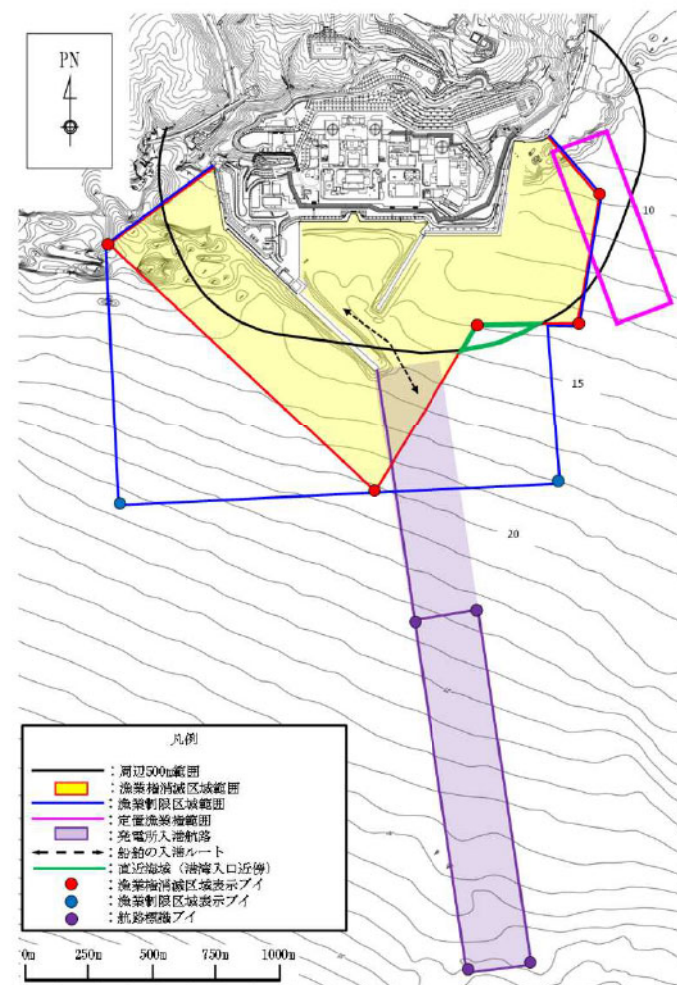 PN
10
15
20
凡例
：周辺500m範囲
：漁業権消滅区域範囲
：漁業制限区域範囲
：定置漁業権範囲
：発電所入港航路
：船舶の入港ルート
：直近海域（港湾入口近傍）
：漁業権消滅区域表示ブイ
：漁業制限区域表示ブイ
：航路標識ブイ
0m 250m 500m 750m 1000m